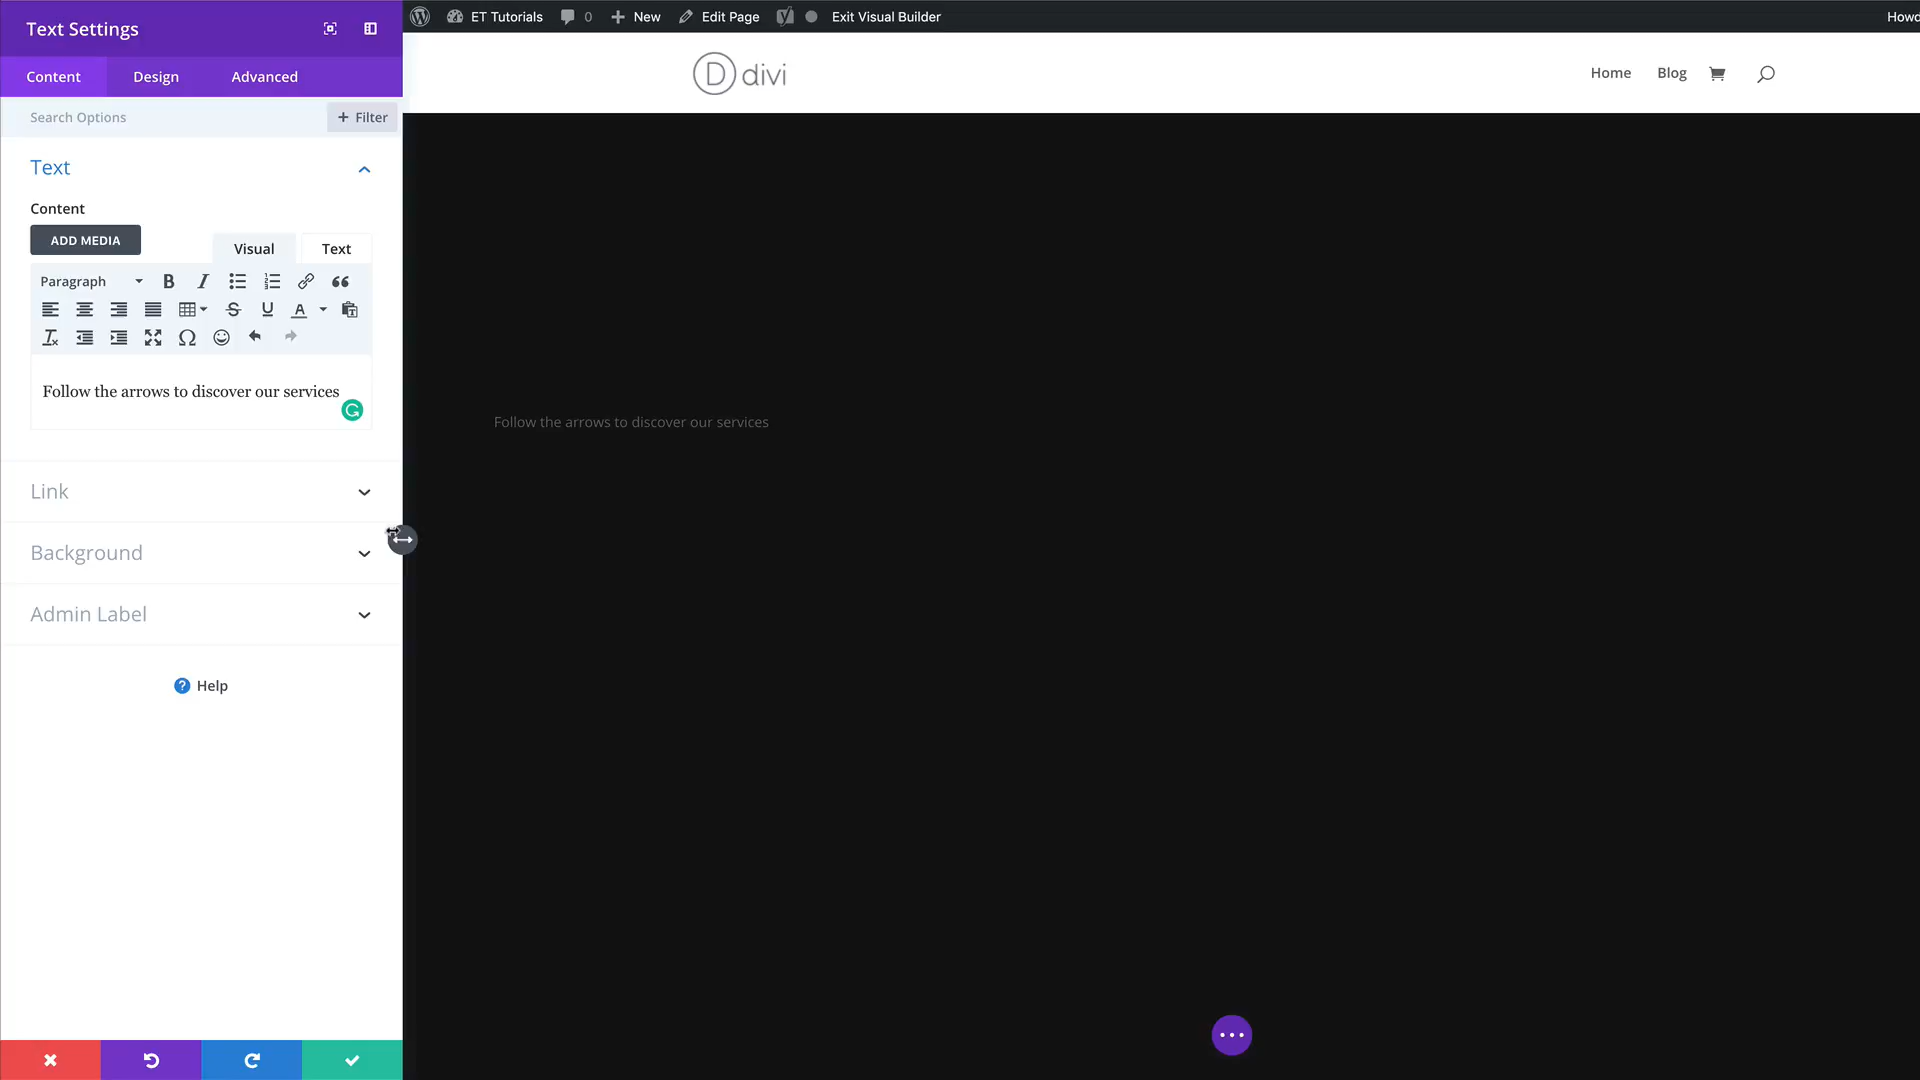 Text Settings
ET Tutorials 0 New Edit Page Exit Visual Builder Howd
Content Design Advanced
divi
Home Blog
Search Options
+ Filter
Text
Content
ADD MEDIA
Visual Text
Paragraph
Follow the arrows to discover our services
Follow the arrows to discover our services
Link
Background
Admin Label
Help